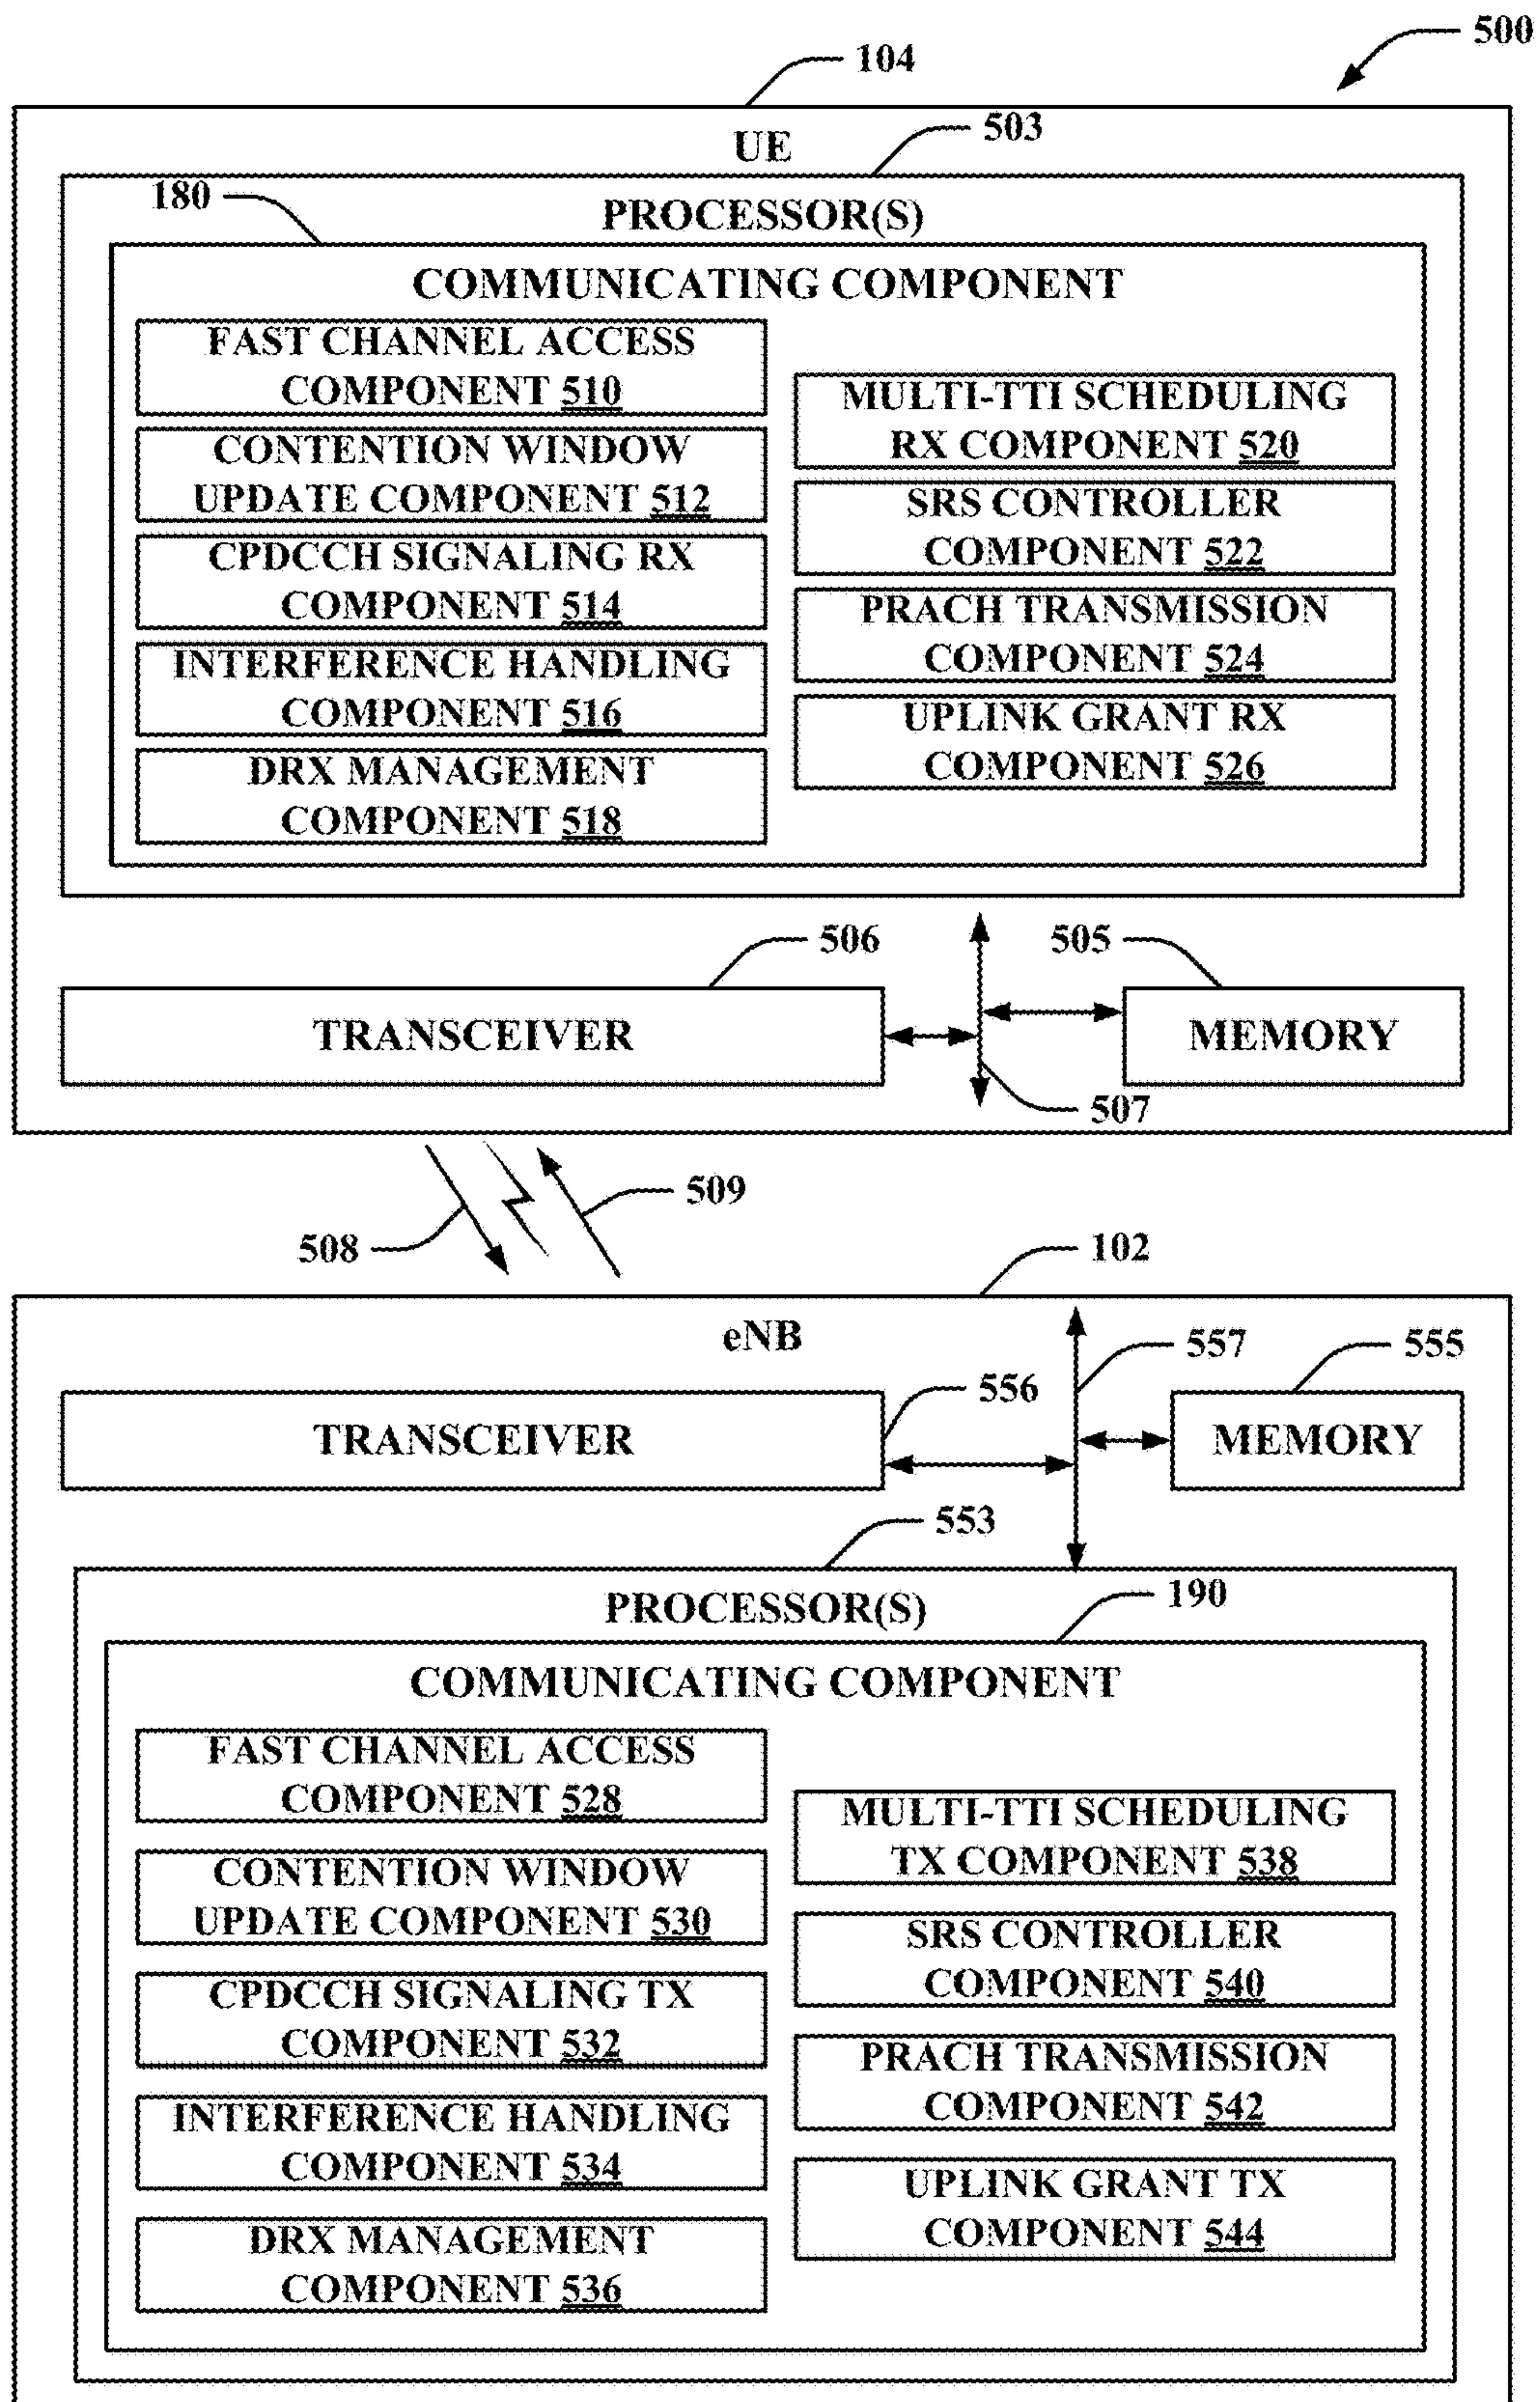 500
104
UE
503
180
PROCESSOR(S)
COMMUNICATING COMPONENT
FAST CHANNEL ACCESS
COMPONENT 510
CONTENTION WINDOW
UPDATE COMPONENT 512
CPDCCH SIGNALING RX
COMPONENT 514
INTERFERENCE HANDLING
COMPONENT 516
DRX MANAGEMENT
COMPONENT 518
MULTI-TTI SCHEDULING
RX COMPONENT 520
SRS CONTROLLER
COMPONENT 522
PRACH TRANSMISSION
COMPONENT 524
UPLINK GRANT RX
COMPONENT 526
506
505
TRANSCEIVER
MEMORY
507
509
508
102
eNB
557
555
556
TRANSCEIVER
MEMORY
553
PROCESSOR(S)
190
COMMUNICATING COMPONENT
FAST CHANNEL ACCESS
COMPONENT 528
CONTENTION WINDOW
UPDATE COMPONENT 530
CPDCCH SIGNALING TX
COMPONENT 532
INTERFERENCE HANDLING
COMPONENT 534
DRX MANAGEMENT
COMPONENT 536
MULTI-TTI SCHEDULING
TX COMPONENT 538
SRS CONTROLLER
COMPONENT 540
PRACH TRANSMISSION
COMPONENT 542
UPLINK GRANT TX
COMPONENT 544